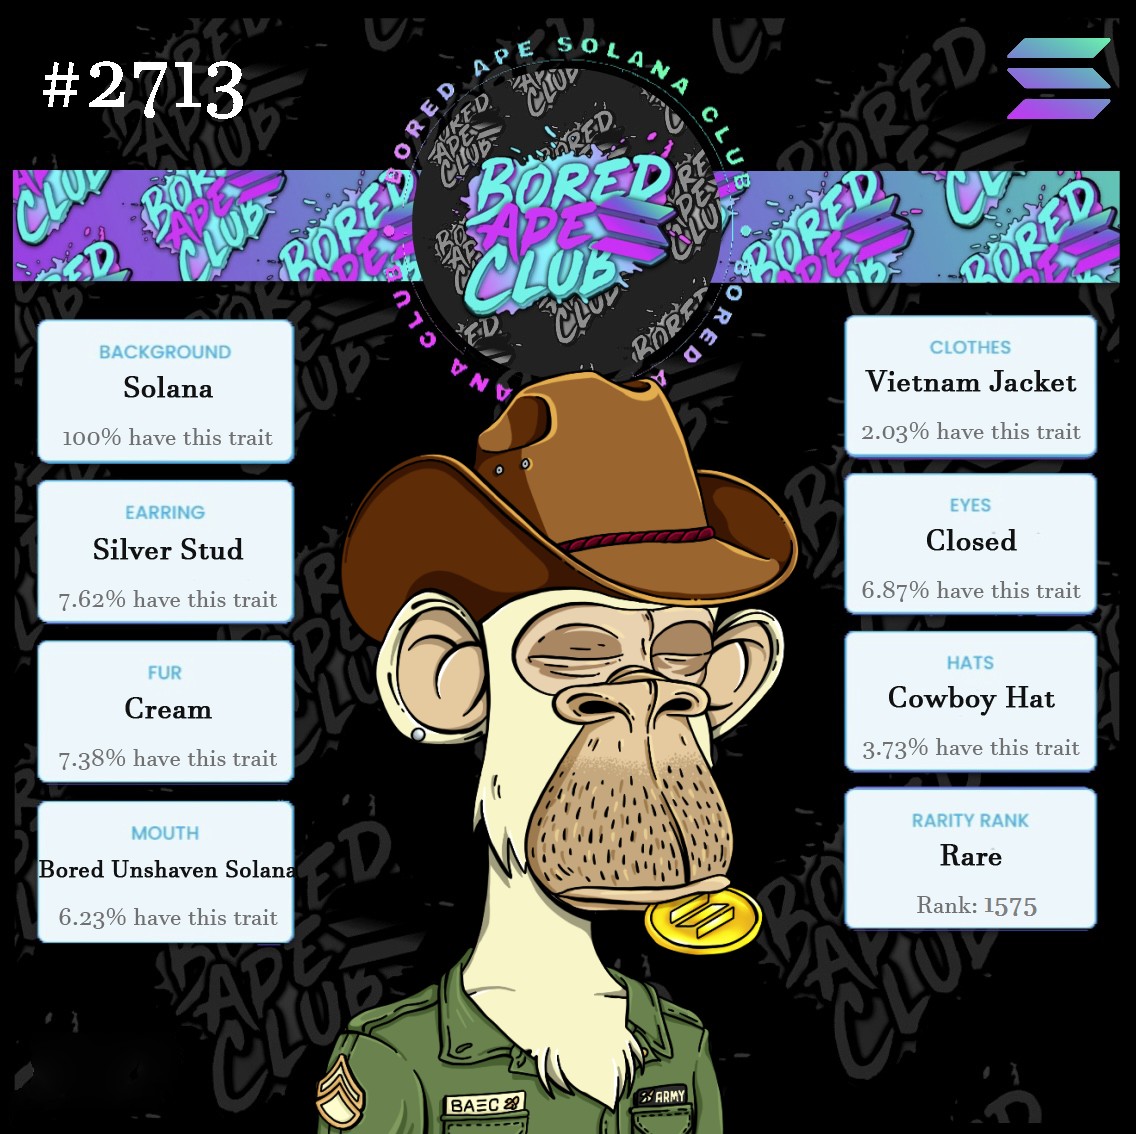 #2713
BORED APE SOLANA CLUB
BORED
APE
CLUB
BACKGROUND
Solana
100% have this trait
EARRING
Silver Stud
7.62% have this trait
FUR
Cream
7.38% have this trait
MOUTH
Bored Unshaven Solana
6.23% have this trait
CLOTHES
Vietnam Jacket
2.03% have this trait
EYES
Closed
6.87% have this trait
HATS
Cowboy Hat
3.73% have this trait
RARITY RANK
Rare
Rank: 1575
BAEC
ARMY